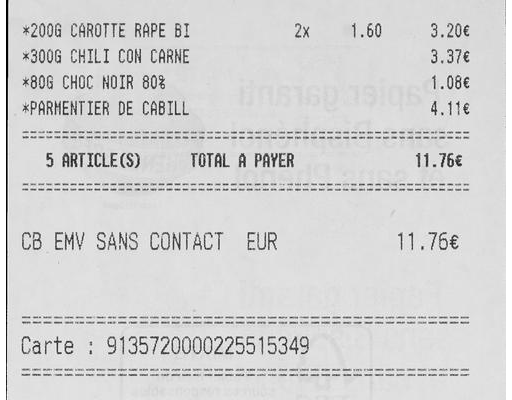 *200G CAROTTE RAPE BI 2x 1.60 3.20€
*300G CHILI CON CARNE 3.37€
*80G CHOC NOIR 80% 1.08€
*PARMENTIER DE CABILL 4.11€
================================================
5 ARTICLE(S) TOTAL A PAYER 11.76€
================================================
CB EMV SANS CONTACT EUR 11.76€
================================================
Carte : 9135720000225515349
================================================